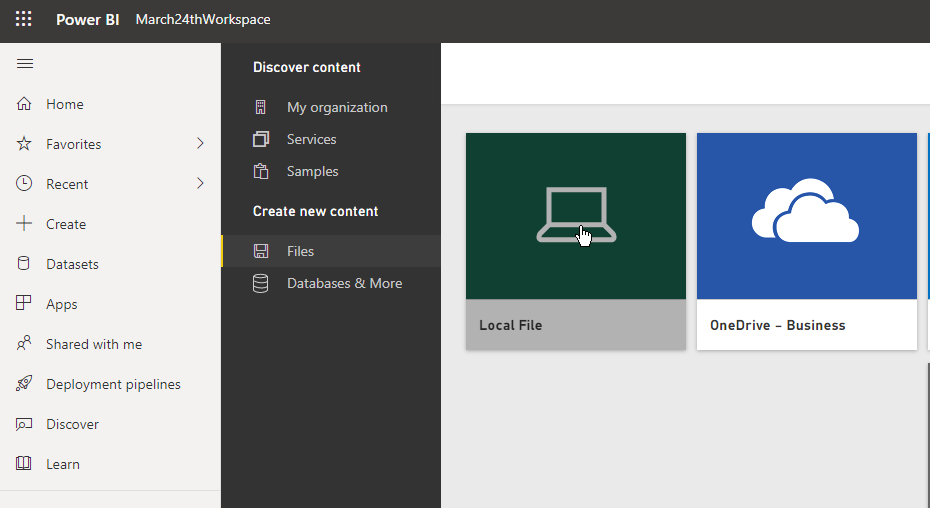 Power BI March24thWorkspace
Home
Favorites
Recent
Create
Datasets
Apps
Shared with me
Deployment pipelines
Discover
Learn
Discover content
My organization
Services
Samples
Create new content
Files
Databases & More
Local File
OneDrive – Business